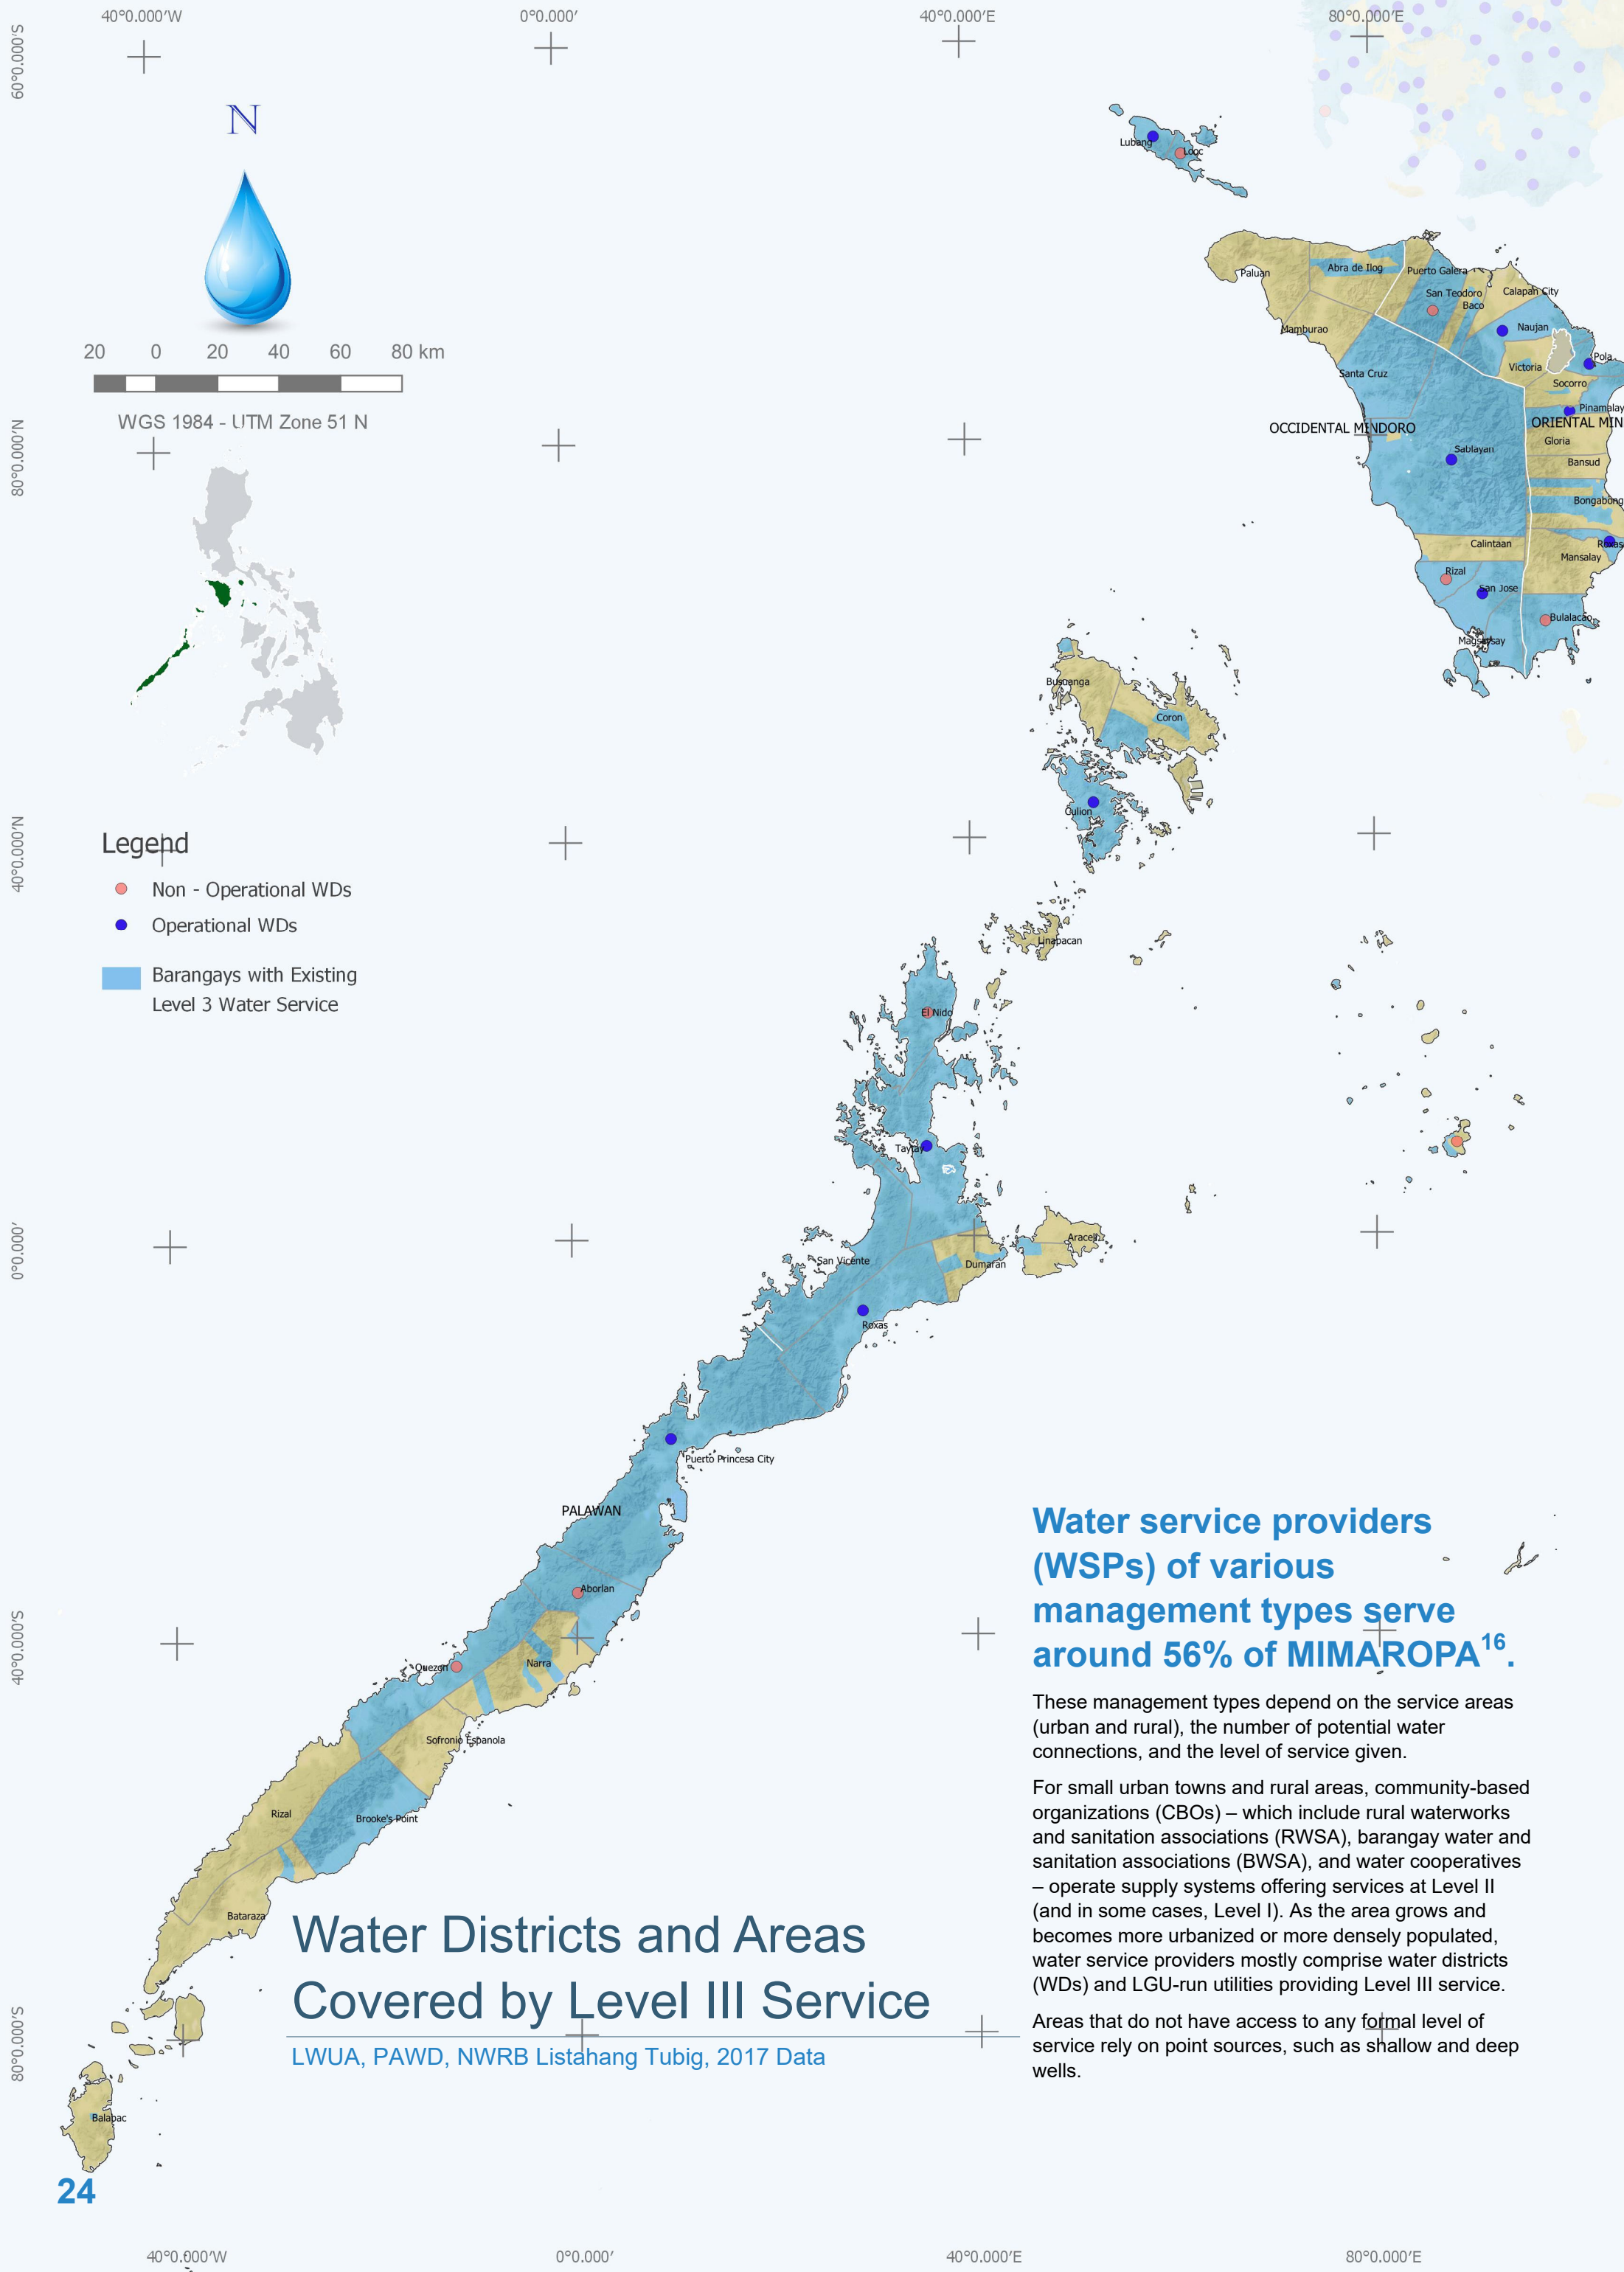 40°0.000'W 0°0.000' 40°0.000'E 80°0.000'E
60°0.000'S
N
20 0 20 40 60 80 km
WGS 1984 - UTM Zone 51 N
80°0.000'N
Lubang
Looc
Paluan
Abra de Ilog
Puerto Galera
San Teodoro
Baco
Calapan City
Mamburao
Naujan
Santa Cruz
Victoria
Pola
Socorro
Pinamalay
OCCIDENTAL MINDORO
ORIENTAL MIN
Gloria
Sablayan
Bansud
Bongabong
Calintaan
Roxas
Mansalay
Rizal
San Jose
Bulalacao
Magsaysay
Busuanga
Coron
Culion
40°0.000'N
Legend
Non - Operational WDs
Operational WDs
Barangays with Existing
Level 3 Water Service
Linapacan
El Nido
Taytay
0°0.000'
Araceli
San Vicente
Dumaran
Roxas
Puerto Princesa City
PALAWAN
Aborlan
40°0.000'S
Quezon
Narra
Sofronio Espanola
Rizal
Brooke's Point
Bataraza
80°0.000'S
Balabac
Water Districts and Areas
Covered by Level III Service
LWUA, PAWD, NWRB Listahang Tubig, 2017 Data
Water service providers
(WSPs) of various
management types serve
around 56% of MIMAROPA16.
These management types depend on the service areas
(urban and rural), the number of potential water
connections, and the level of service given.
For small urban towns and rural areas, community-based
organizations (CBOs) – which include rural waterworks
and sanitation associations (RWSA), barangay water and
sanitation associations (BWSA), and water cooperatives
– operate supply systems offering services at Level II
(and in some cases, Level I). As the area grows and
becomes more urbanized or more densely populated,
water service providers mostly comprise water districts
(WDs) and LGU-run utilities providing Level III service.
Areas that do not have access to any formal level of
service rely on point sources, such as shallow and deep
wells.
24
40°0.000'W 0°0.000' 40°0.000'E 80°0.000'E